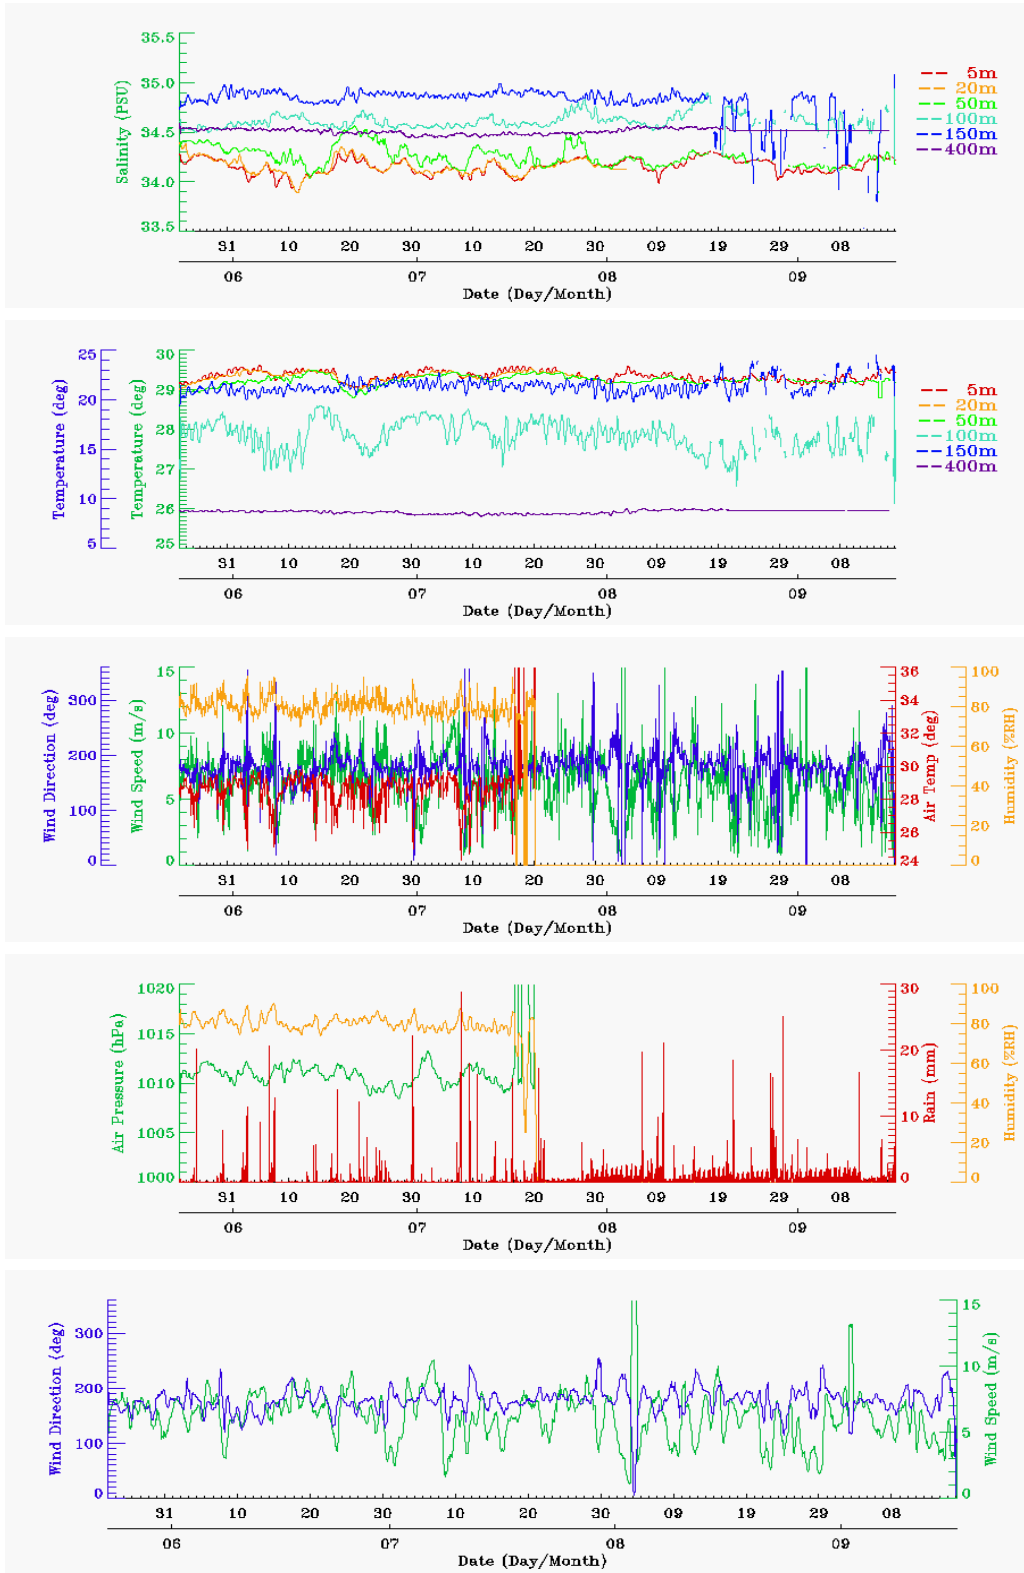 35.5
35.0
34.5
34.0
33.5
Salinity (PSU)
5m
20m
50m
100m
150m
400m
31 10 20 30 10 20 30 09 19 29 08
06 07 08 09
Date (Day/Month)
25
20
15
10
5
Temperature (deg)
30
29
28
27
26
25
Temperature (deg)
5m
20m
50m
100m
150m
400m
31 10 20 30 10 20 30 09 19 29 08
06 07 08 09
Date (Day/Month)
300
200
100
0
Wind Direction (deg)
15
10
5
0
Wind Speed (m/s)
36
34
32
30
28
26
24
Air Temp (deg)
100
80
60
40
20
0
Humidity (%RH)
31 10 20 30 10 20 30 09 19 29 08
06 07 08 09
Date (Day/Month)
1020
1015
1010
1005
1000
Air Pressure (hPa)
30
20
10
0
Rain (mm)
100
80
60
40
20
0
Humidity (%RH)
31 10 20 30 10 20 30 09 19 29 08
06 07 08 09
Date (Day/Month)
300
200
100
0
Wind Direction (deg)
15
10
5
0
Wind Speed (m/s)
31 10 20 30 10 20 30 09 19 29 08
06 07 08 09
Date (Day/Month)